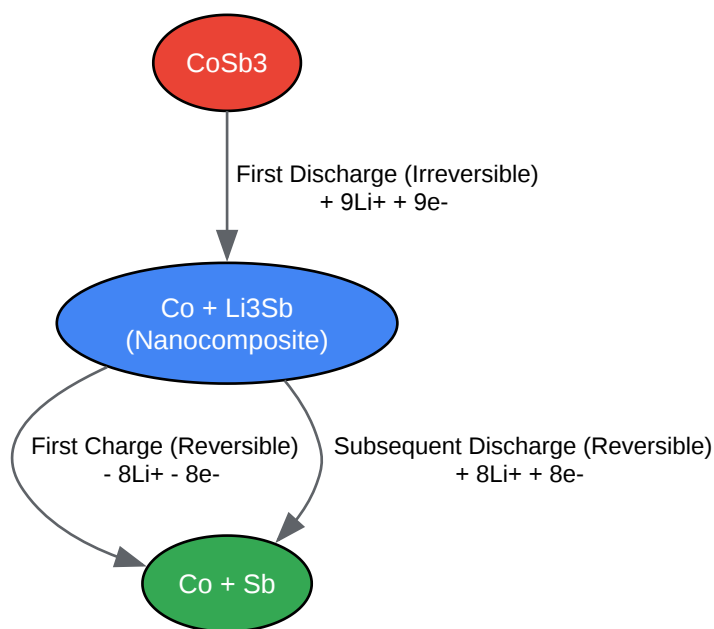 CoSb3
First Discharge (Irreversible)
+ 9Li+ + 9e-
Co + Li3Sb
(Nanocomposite)
First Charge (Reversible)
- 8Li+ - 8e-
Subsequent Discharge (Reversible)
+ 8Li+ + 8e-
Co + Sb